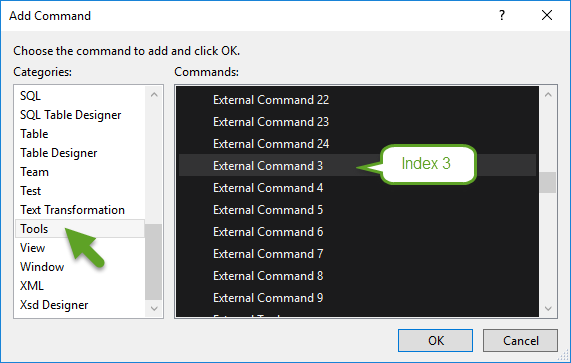 Add Command
Choose the command to add and click OK.
Categories:
SQL
SQL Table Designer
Table
Table Designer
Team
Test
Text Transformation
Tools
View
Window
XML
Xsd Designer
Commands:
External Command 22
External Command 23
External Command 24
External Command 3
External Command 4
External Command 5
External Command 6
External Command 7
External Command 8
External Command 9
Index 3
OK
Cancel